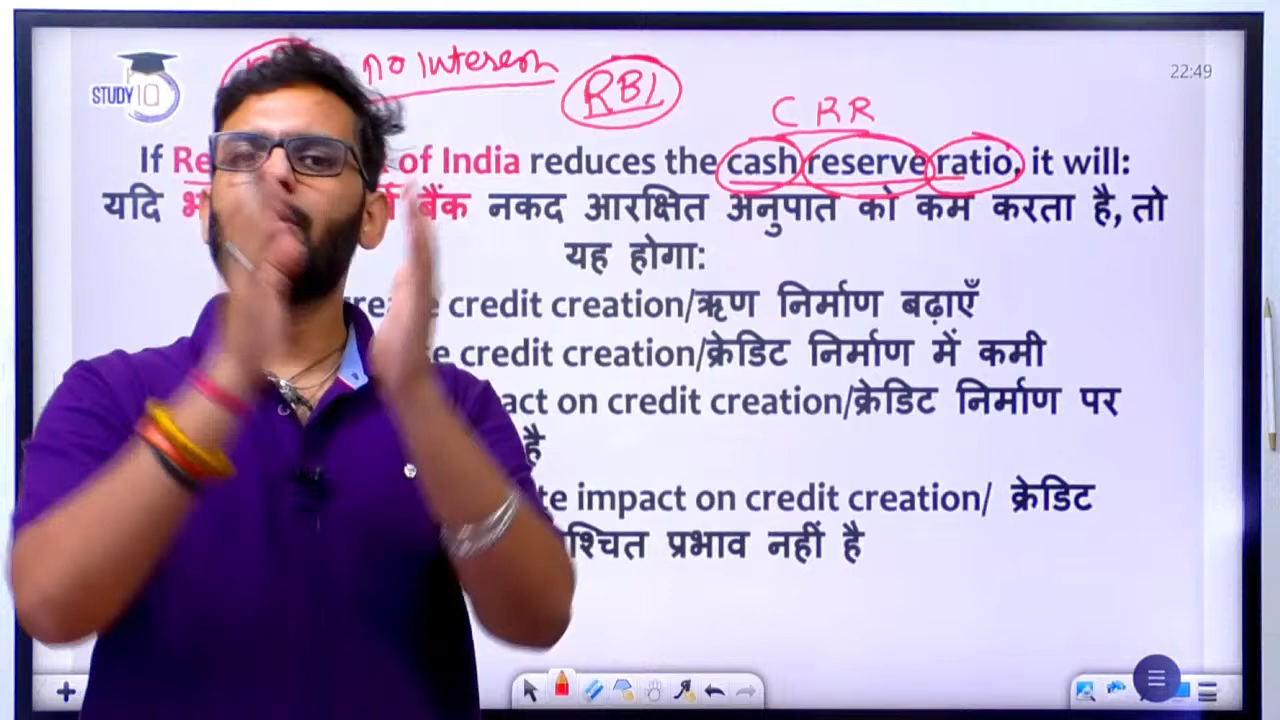 no Interest
RBI
22:49
STUDY IQ
CRR
If Re of India reduces the cash reserve ratio, it will:
यदि बैंक नकद आरक्षित अनुपात को कम करता है, तो
यह होगा:
credit creation/ऋण निर्माण बढ़ाएँ
credit creation/क्रेडिट निर्माण में कमी
on credit creation/क्रेडिट निर्माण पर
है
impact on credit creation/ क्रेडिट
प्रभाव नहीं है